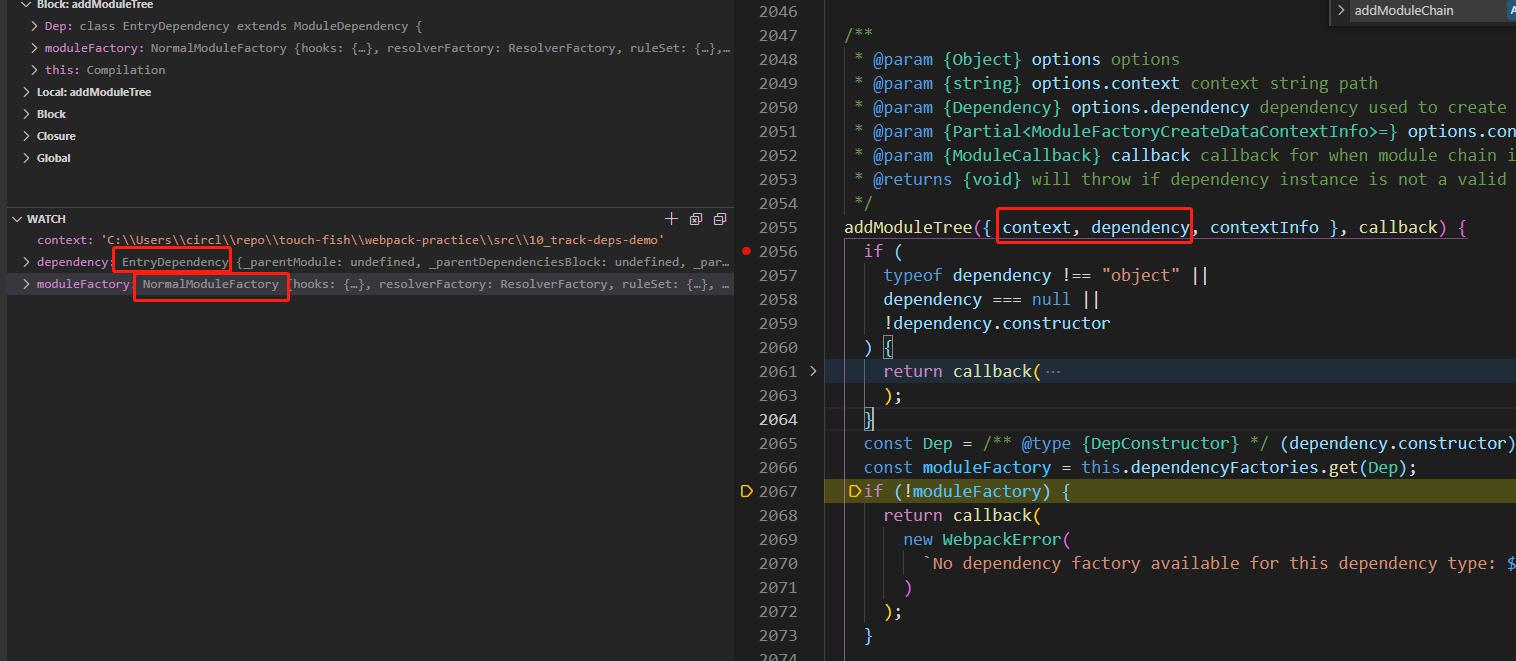 Block: addModuleTree
Dep: class EntryDependency extends ModuleDependency {
moduleFactory: NormalModuleFactory {hooks: {…}, resolverFactory: ResolverFactory, ruleSet: {…},…
this: Compilation
Local: addModuleTree
Block
Closure
Global
WATCH
context: 'C:\\Users\\circl\\repo\\touch-fish\\webpack-practice\\src\\10_track-deps-demo'
dependency: EntryDependency {_parentModule: undefined, _parentDependenciesBlock: undefined, _par…
moduleFactory: NormalModuleFactory {hooks: {…}, resolverFactory: ResolverFactory, ruleSet: {…}, …
addModuleChain
2046
2047 /**
2048 * @param {Object} options options
2049 * @param {string} options.context context string path
2050 * @param {Dependency} options.dependency dependency used to create
2051 * @param {Partial<ModuleFactoryCreateDataContextInfo>=} options.con
2052 * @param {ModuleCallback} callback callback for when module chain i
2053 * @returns {void} will throw if dependency instance is not a valid
2054 */
2055 addModuleTree({ context, dependency, contextInfo }, callback) {
2056 if (
2057 typeof dependency !== "object" ||
2058 dependency === null ||
2059 !dependency.constructor
2060 ) {
2061 return callback( …
2063 );
2064 }
2065 const Dep = /** @type {DepConstructor} */ (dependency.constructor)
2066 const moduleFactory = this.dependencyFactories.get(Dep);
2067 if (!moduleFactory) {
2068 return callback(
2069 new WebpackError(
2070 `No dependency factory available for this dependency type: $
2071 )
2072 );
2073 }
2074